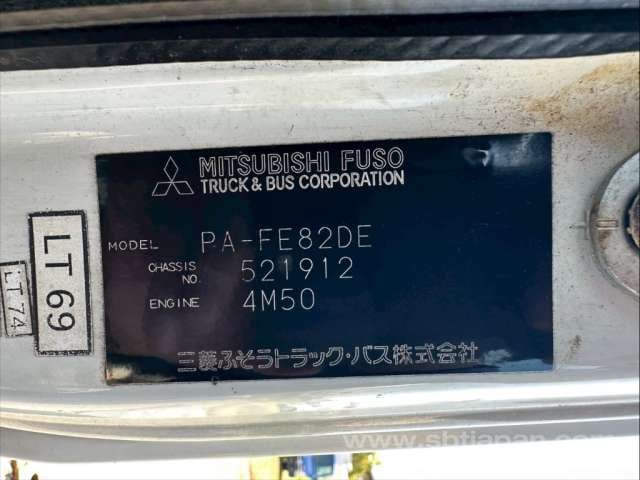 MITSUBISHI FUSO
TRUCK & BUS CORPORATION
MODEL PA-FE82DE
CHASSIS NO. 521912
ENGINE 4M50
三菱ふそうトラック・バス株式会社
LT 69
LT 74
www.sbtjapan.com